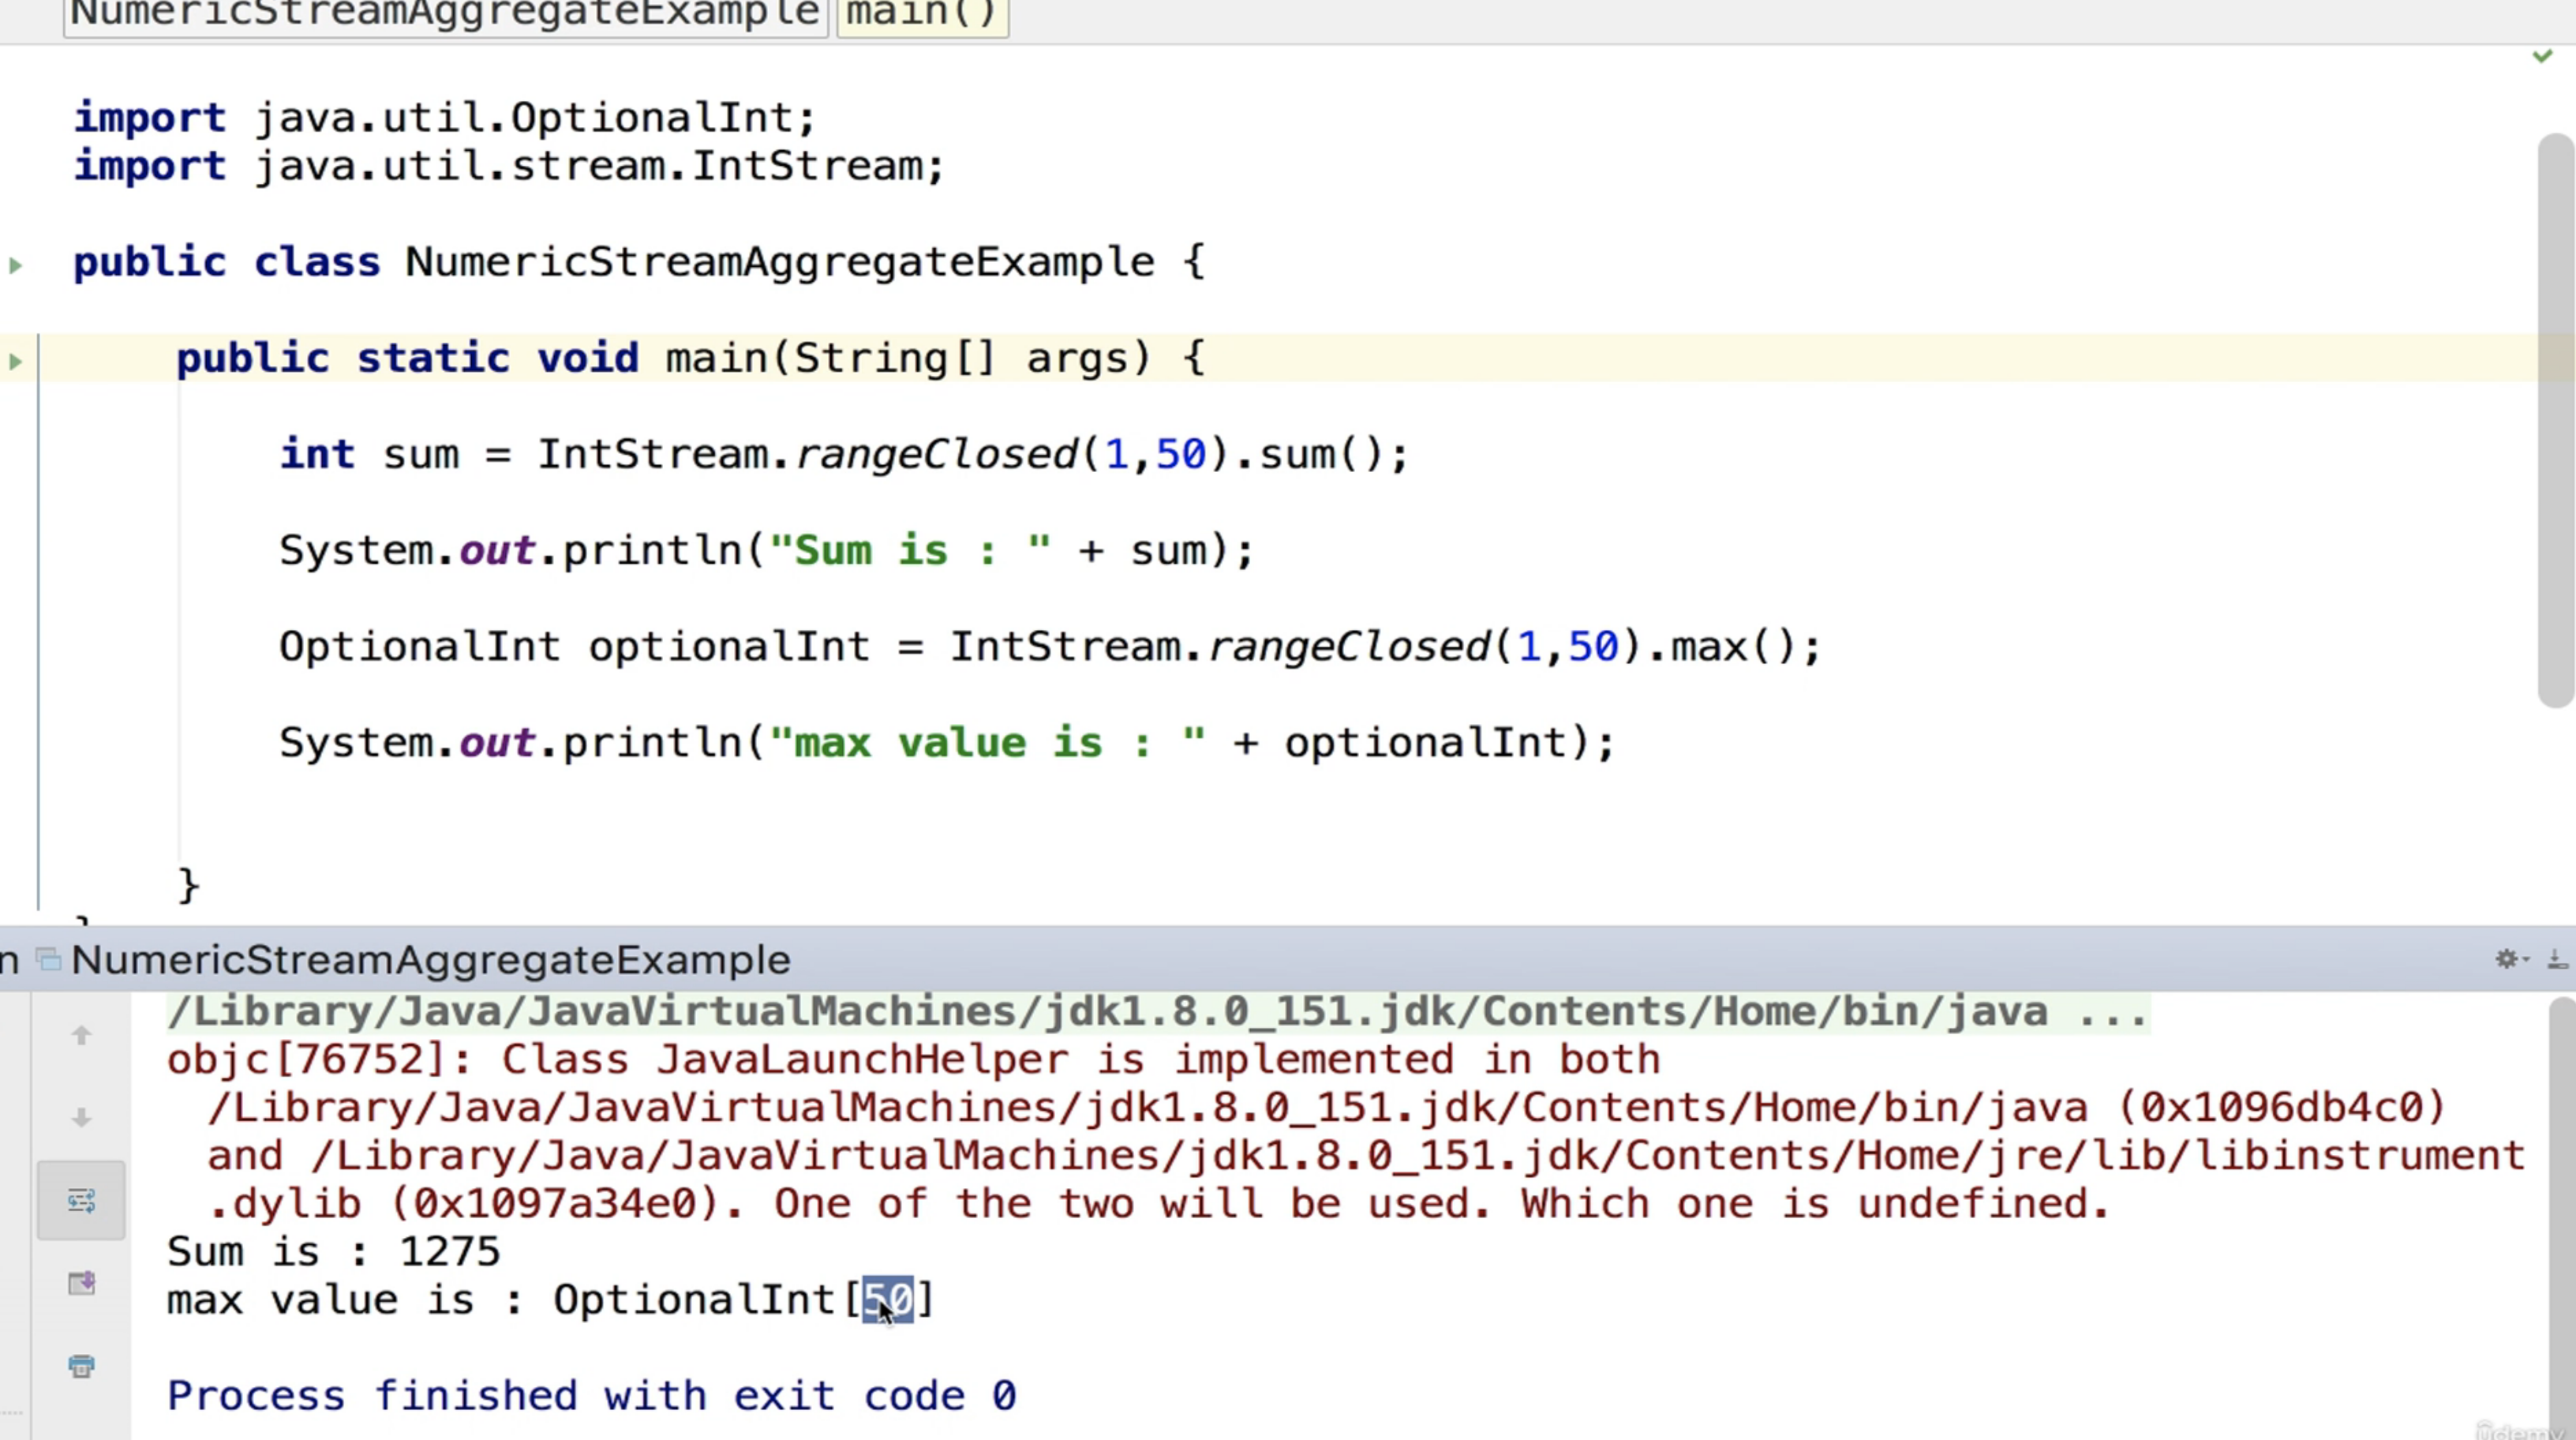 NumericStreamAggregateExample main()
import java.util.OptionalInt;
import java.util.stream.IntStream;
public class NumericStreamAggregateExample {
public static void main(String[] args) {
int sum = IntStream.rangeClosed(1,50).sum();
System.out.println("Sum is : " + sum);
OptionalInt optionalInt = IntStream.rangeClosed(1,50).max();
System.out.println("max value is : " + optionalInt);
}
}
n NumericStreamAggregateExample
/Library/Java/JavaVirtualMachines/jdk1.8.0_151.jdk/Contents/Home/bin/java ...
objc[76752]: Class JavaLaunchHelper is implemented in both
/Library/Java/JavaVirtualMachines/jdk1.8.0_151.jdk/Contents/Home/bin/java (0x1096db4c0)
and /Library/Java/JavaVirtualMachines/jdk1.8.0_151.jdk/Contents/Home/jre/lib/libinstrument
.dylib (0x1097a34e0). One of the two will be used. Which one is undefined.
Sum is : 1275
max value is : OptionalInt[50]
Process finished with exit code 0
udemy